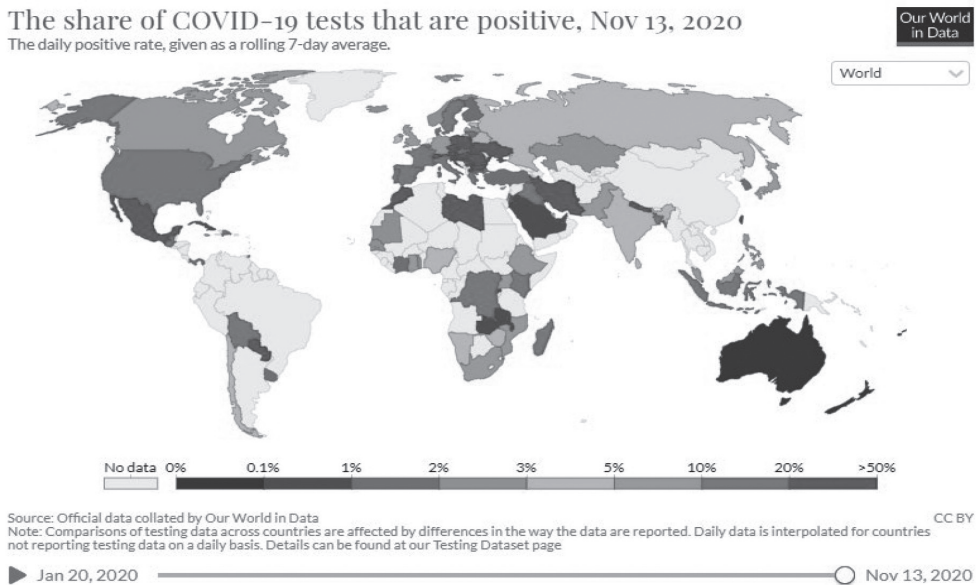 The share of COVID-19 tests that are positive, Nov 13, 2020
The daily positive rate, given as a rolling 7-day average.
Our World
in Data
World
No data 0% 0.1% 1% 2% 3% 5% 10% 20% >50%
Source: Official data collated by Our World in Data
CC BY
Note: Comparisons of testing data across countries are affected by differences in the way the data are reported. Daily data is interpolated for countries
not reporting testing data on a daily basis. Details can be found at our Testing Dataset page
Jan 20, 2020
Nov 13, 2020